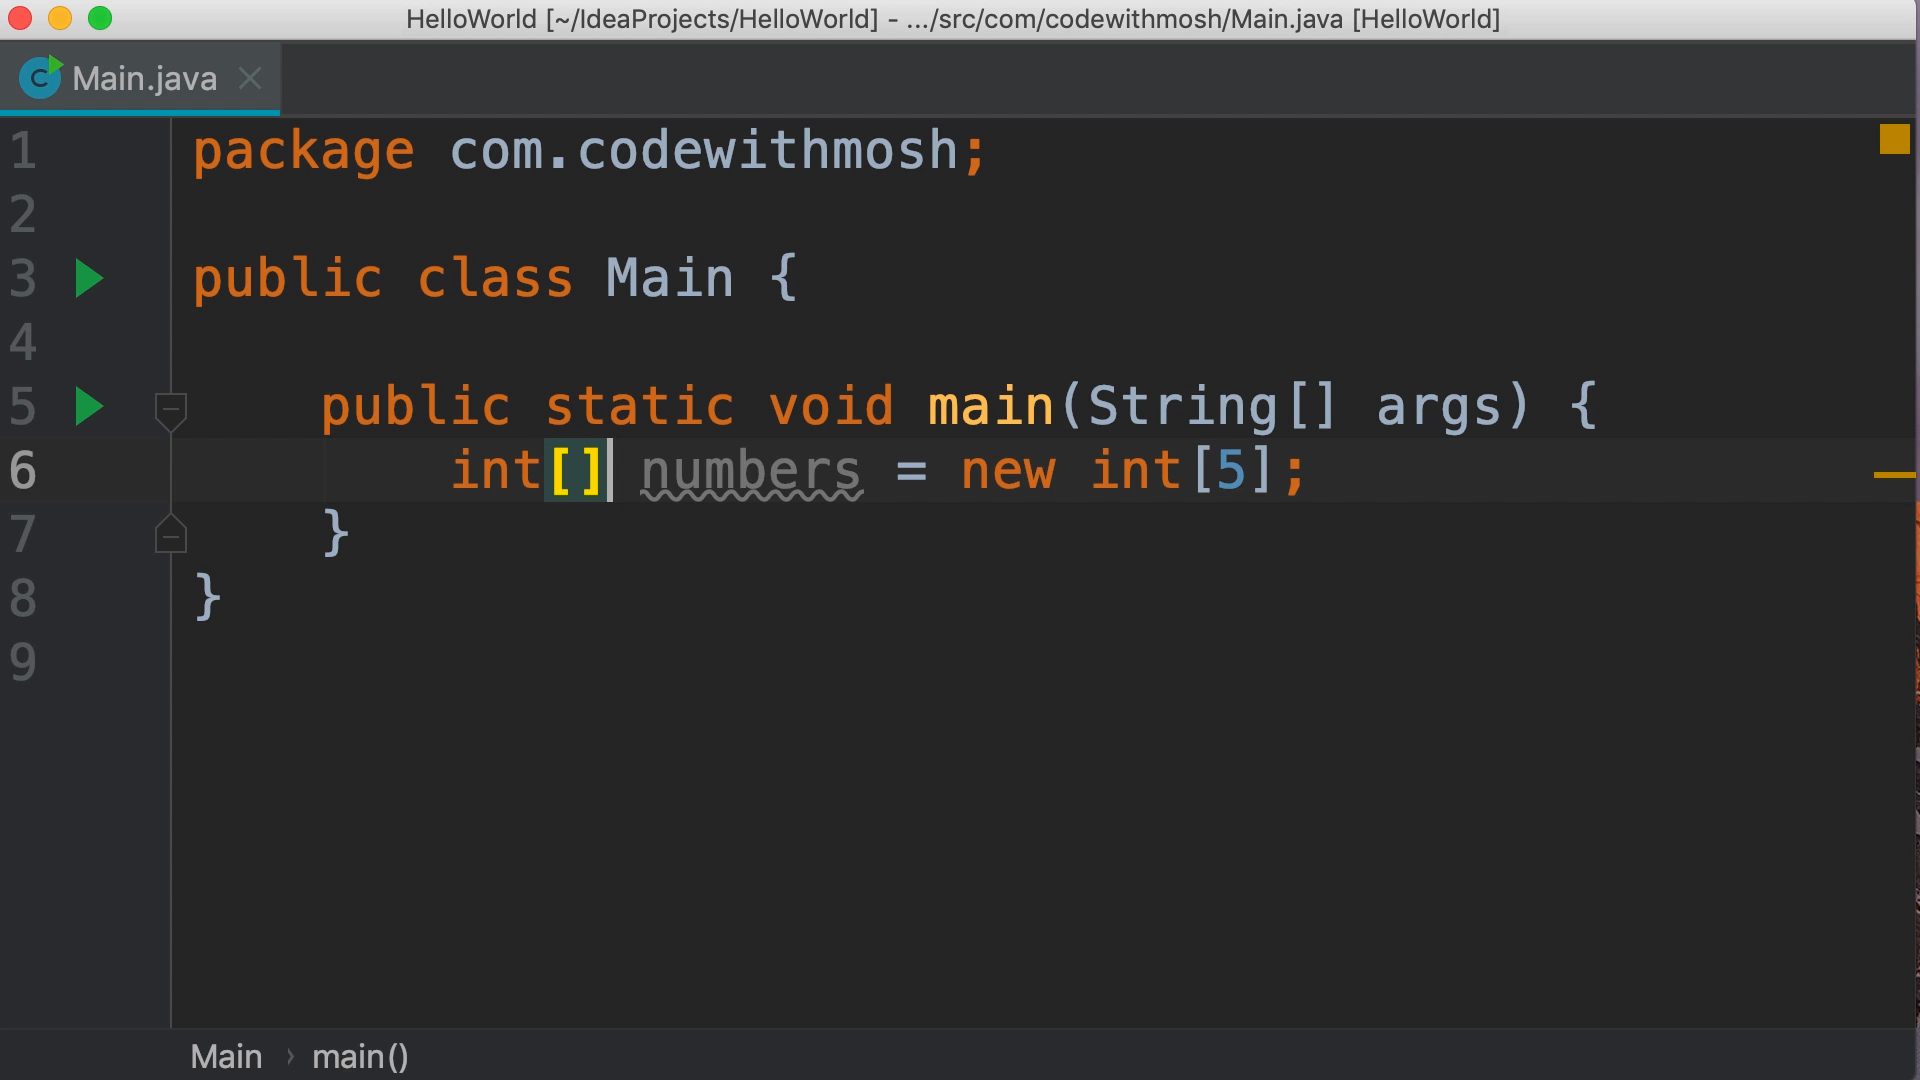 HelloWorld [~/IdeaProjects/HelloWorld] - .../src/com/codewithmosh/Main.java [HelloWorld]
C Main.java
1 package com.codewithmosh;
2
3 public class Main {
4
5 public static void main(String[] args) {
6 int[] numbers = new int[5];
7 }
8 }
9
Main › main()